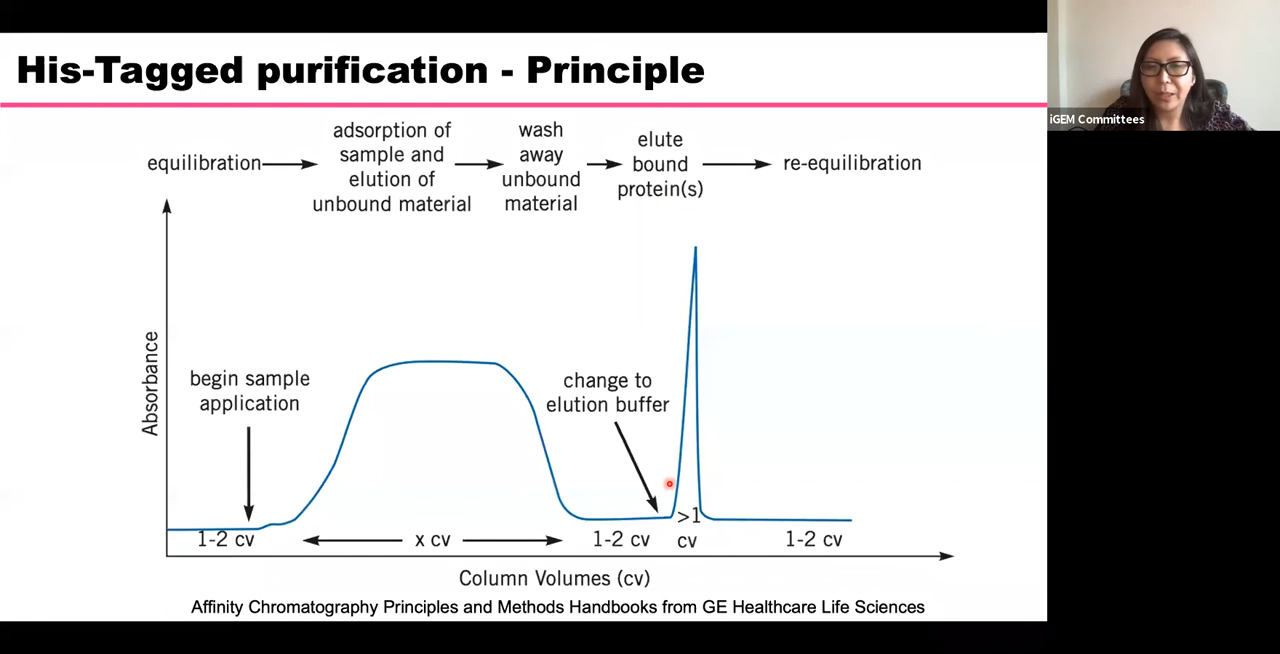 His-Tagged purification - Principle
iGEM Committees
equilibration
adsorption of
sample and
elution of
unbound material
wash
away
unbound
material
elute
bound
protein(s)
re-equilibration
Absorbance
begin sample
application
change to
elution buffer
1-2 cv
x cv
1-2 cv
>1
cv
1-2 cv
Column Volumes (cv)
Affinity Chromatography Principles and Methods Handbooks from GE Healthcare Life Sciences